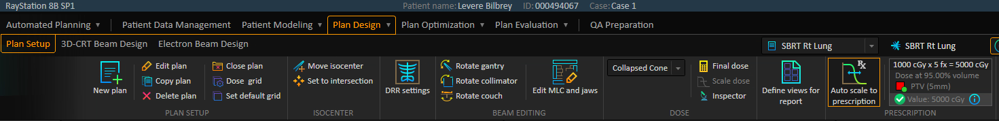 RayStation 8B SP1 Patient name: Levere Bilbrey ID: 000494067 Case: Case 1
Automated Planning Patient Data Management Patient Modeling Plan Design Plan Optimization Plan Evaluation QA Preparation
Plan Setup 3D-CRT Beam Design Electron Beam Design SBRT Rt Lung SBRT Rt Lung
New plan
Edit plan
Copy plan
Delete plan
Close plan
Dose grid
Set default grid
PLAN SETUP
Move isocenter
Set to intersection
ISOCENTER
DRR settings
Rotate gantry
Rotate collimator
Rotate couch
Edit MLC and jaws
BEAM EDITING
Collapsed Cone
Final dose
Scale dose
Inspector
DOSE
Define views for
report
Rx
Auto scale to
prescription
1000 cGy x 5 fx = 5000 cGy
Dose at 95.00% volume
PTV (5mm)
Value: 5000 cGy
PRESCRIPTION